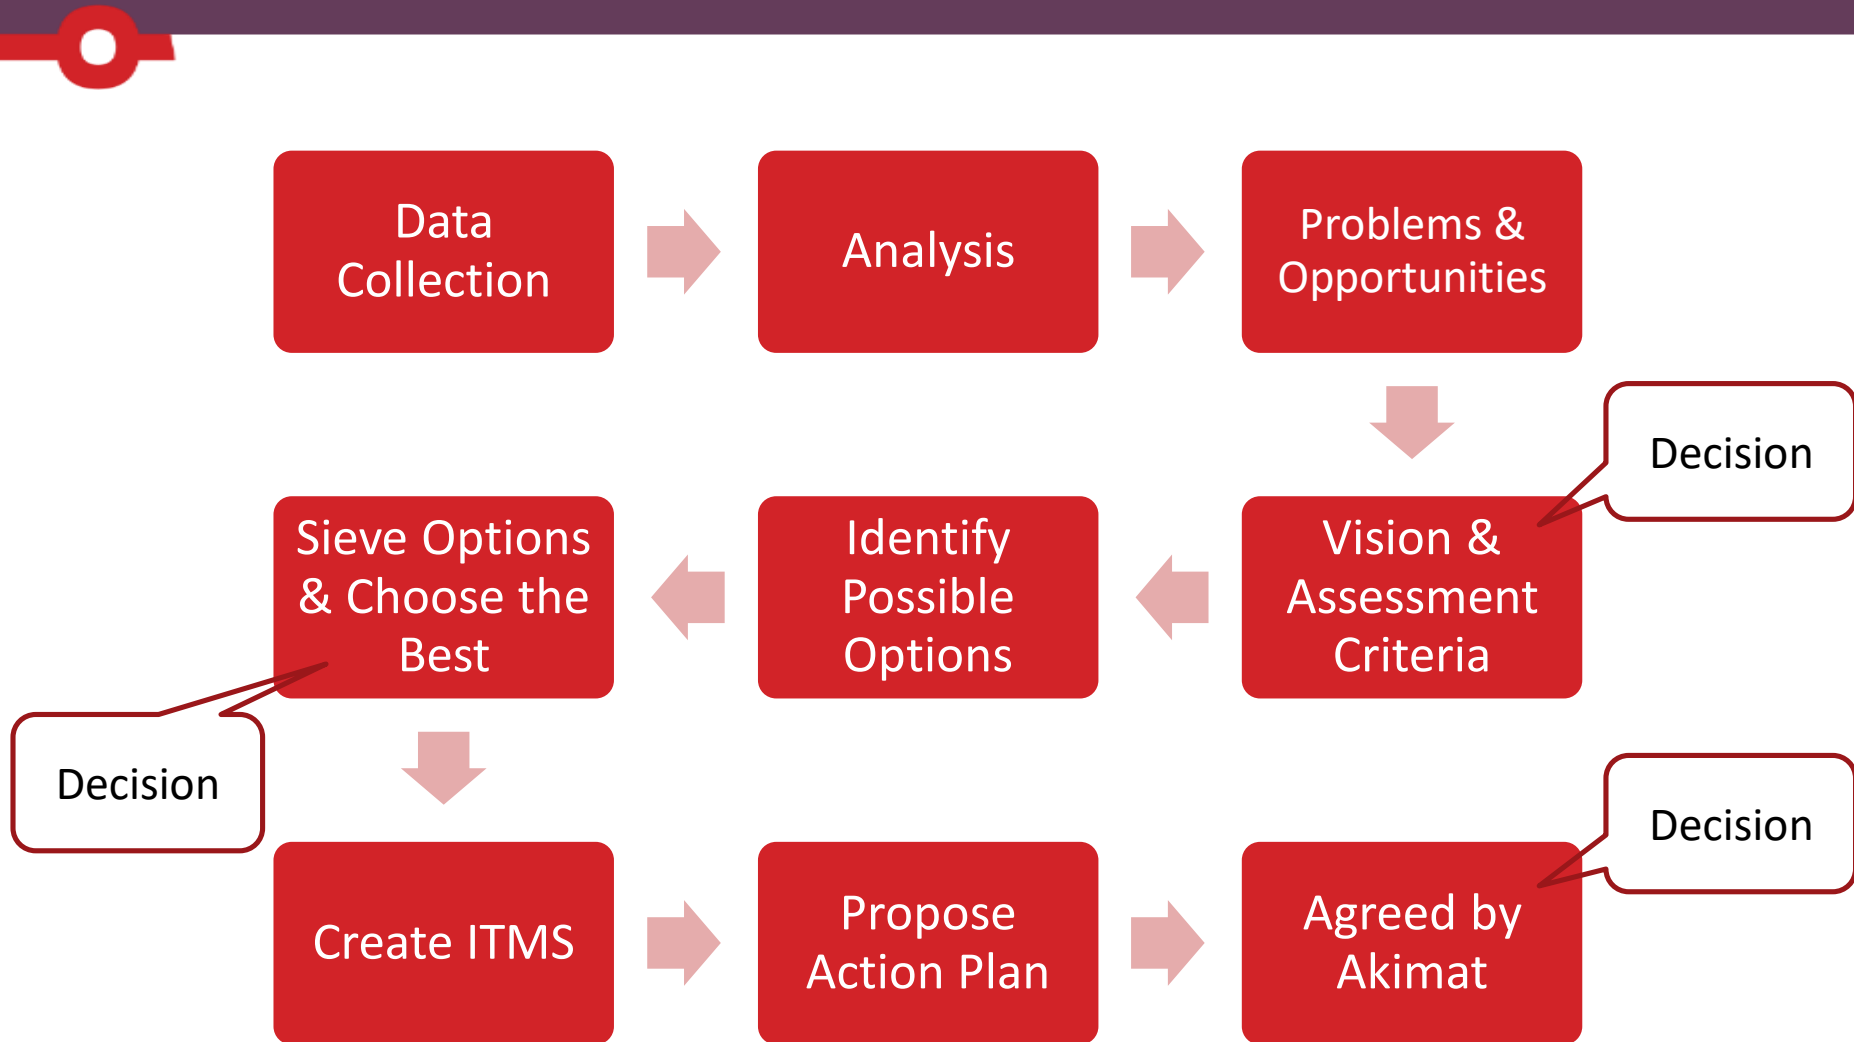 Data
Collection
Analysis
Problems &
Opportunities
Decision
Vision &
Assessment
Criteria
Identify
Possible
Options
Sieve Options
& Choose the
Best
Decision
Create ITMS
Propose
Action Plan
Agreed by
Akimat
Decision